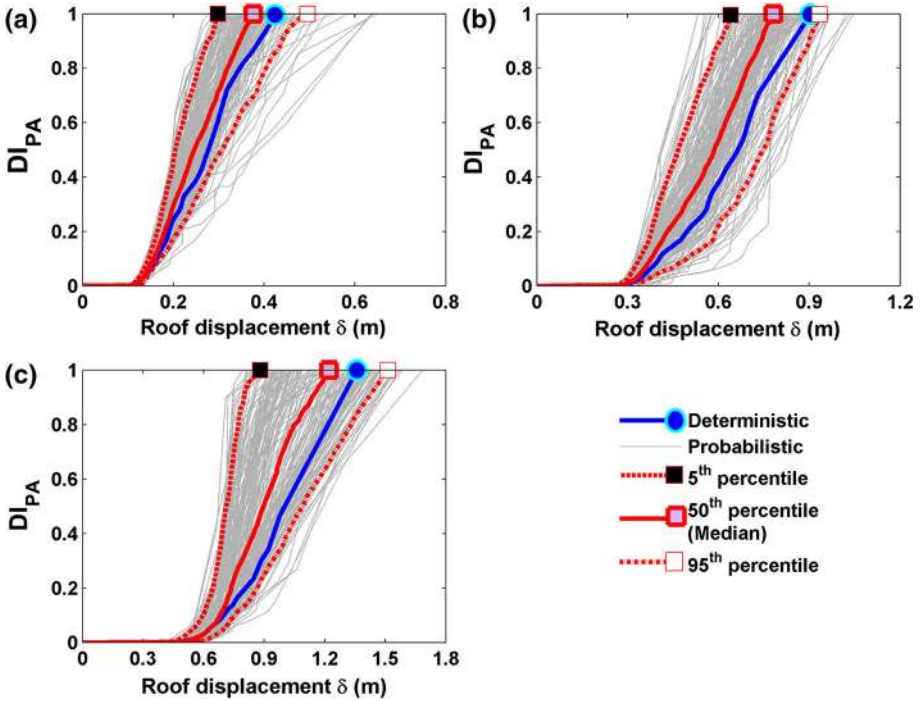 (a)
1
0.8
0.6
0.4
0.2
0
DI_PA
0 0.2 0.4 0.6 0.8
Roof displacement δ (m)
(b)
1
0.8
0.6
0.4
0.2
0
DI_PA
0 0.3 0.6 0.9 1.2
Roof displacement δ (m)
(c)
1
0.8
0.6
0.4
0.2
0
DI_PA
0 0.3 0.6 0.9 1.2 1.5 1.8
Roof displacement δ (m)
Deterministic
Probabilistic
5th percentile
50th percentile
(Median)
95th percentile